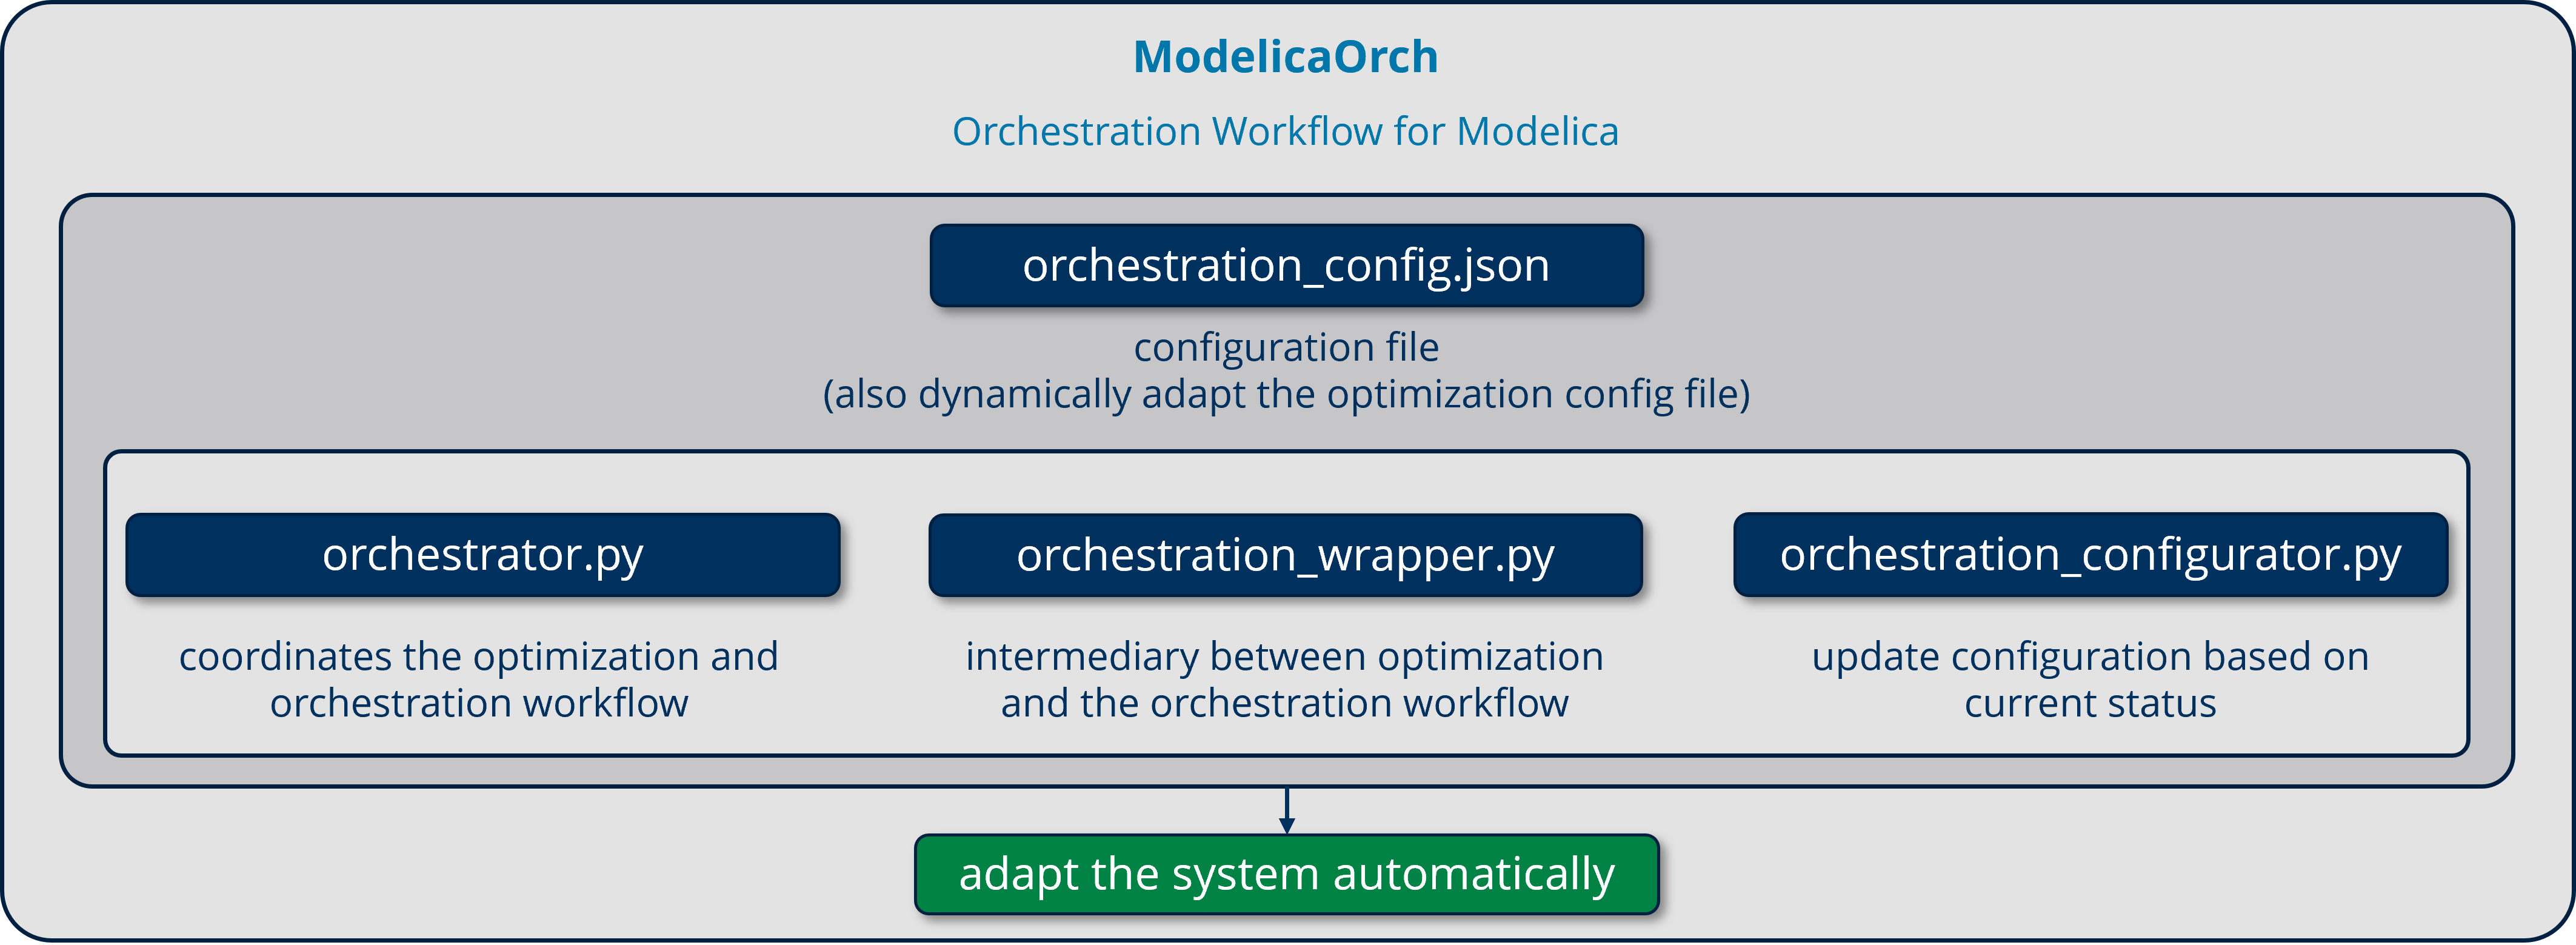 ModelicaOrch
Orchestration Workflow for Modelica
orchestration_config.json
configuration file
(also dynamically adapt the optimization config file)
orchestrator.py
coordinates the optimization and
orchestration workflow
orchestration_wrapper.py
intermediary between optimization
and the orchestration workflow
orchestration_configurator.py
update configuration based on
current status
adapt the system automatically